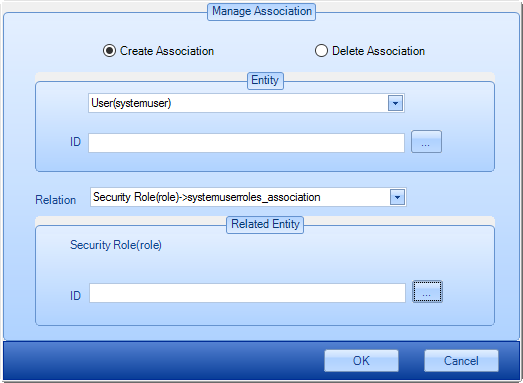 Manage Association
Create Association
Delete Association
Entity
User(systemuser)
ID
...
Relation
Security Role(role)->systemuserroles_association
Related Entity
Security Role(role)
ID
...
OK
Cancel